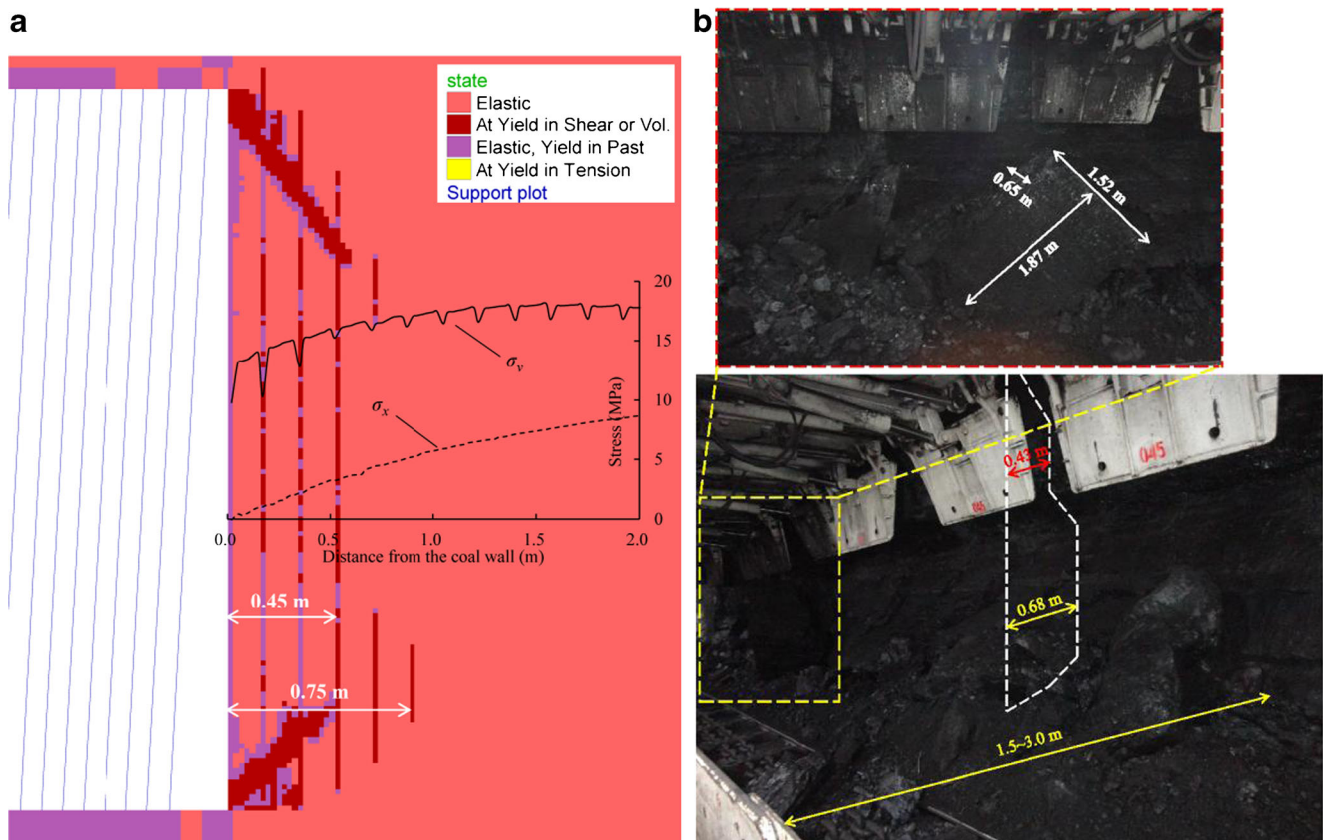 a
state
Elastic
At Yield in Shear or Vol.
Elastic, Yield in Past
At Yield in Tension
Support plot
20
15
10
5
0
Stress (MPa)
σv
σx
0.0
0.5
1.0
1.5
2.0
Distance from the coal wall (m)
0.45 m
0.75 m
b
0.65 m
1.52 m
1.87 m
0.43 m
045
0.68 m
1.5~3.0 m